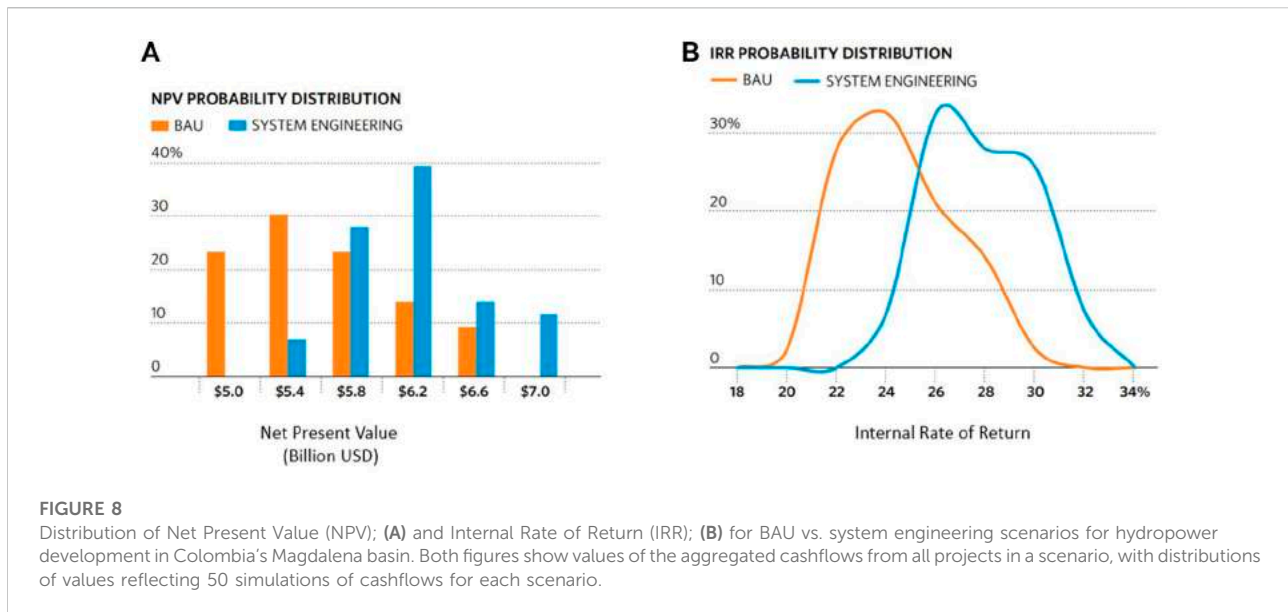 A
NPV PROBABILITY DISTRIBUTION
BAU SYSTEM ENGINEERING
40%
30
20
10
0
$5.0 $5.4 $5.8 $6.2 $6.6 $7.0
Net Present Value
(Billion USD)
B IRR PROBABILITY DISTRIBUTION
BAU SYSTEM ENGINEERING
30%
20
10
0
18 20 22 24 26 28 30 32 34%
Internal Rate of Return
FIGURE 8
Distribution of Net Present Value (NPV); (A) and Internal Rate of Return (IRR); (B) for BAU vs. system engineering scenarios for hydropower
development in Colombia's Magdalena basin. Both figures show values of the aggregated cashflows from all projects in a scenario, with distributions
of values reflecting 50 simulations of cashflows for each scenario.